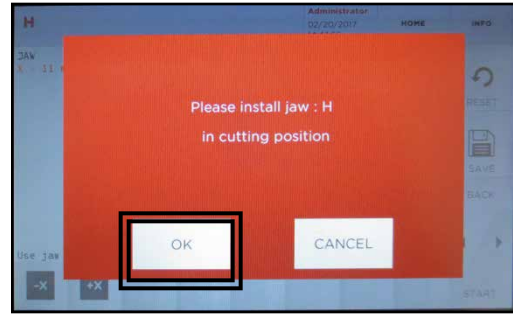 H
Administrator
02/20/2017
HOME
INFO
JAW
RESET
Please install jaw : H
in cutting position
SAVE
BACK
OK
CANCEL
Use jaw
-X
+X
START